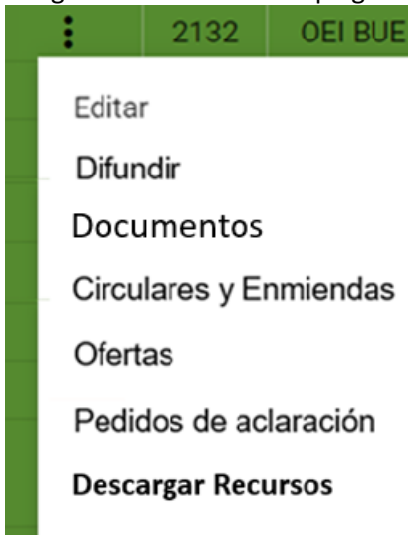 2132 OEI BUE
Editar
Difundir
Documentos
Circulares y Enmiendas
Ofertas
Pedidos de aclaración
Descargar Recursos